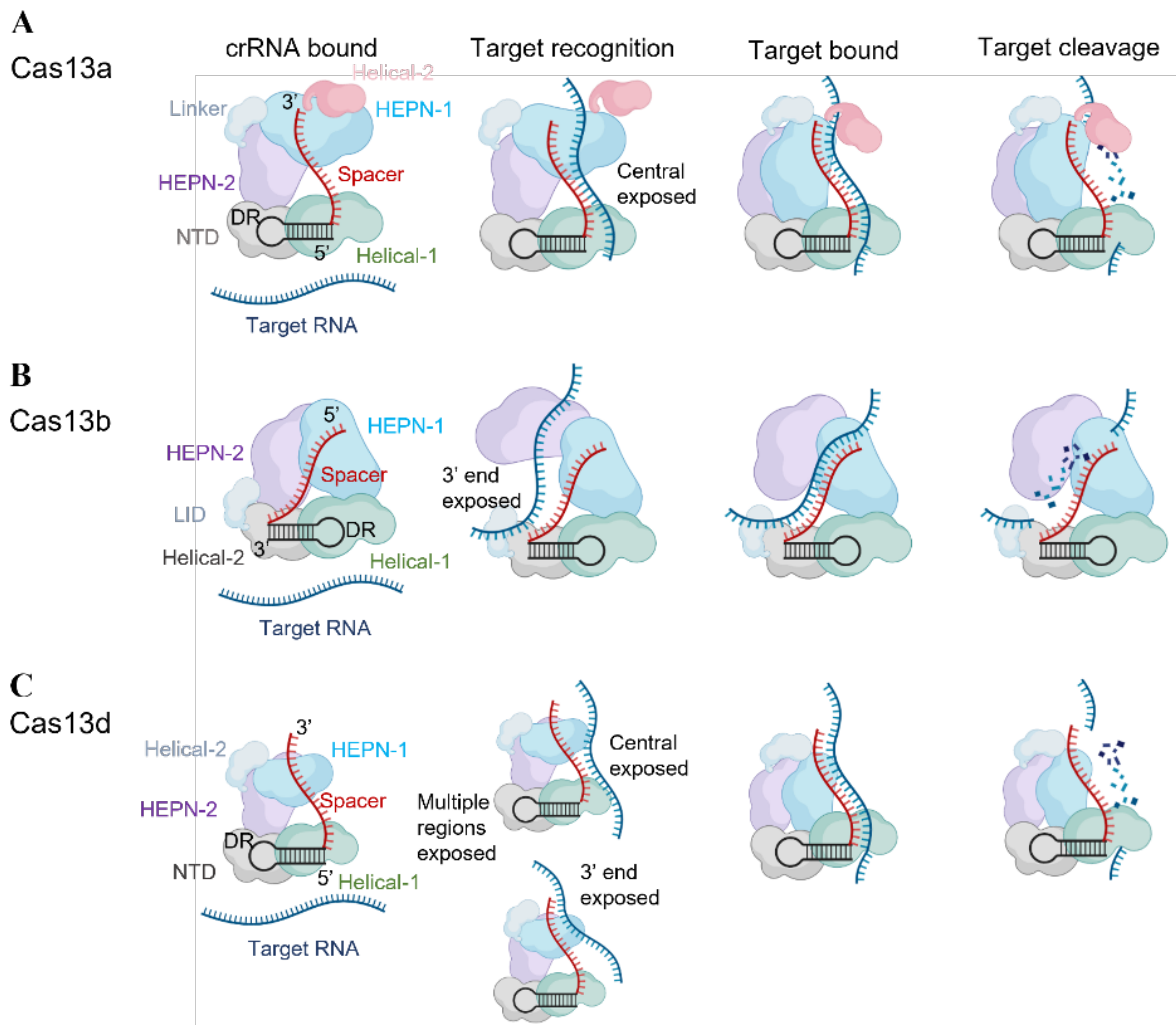 A
Cas13a
crRNA bound
Target recognition
Target bound
Target cleavage
Helical-2
Linker
3’
HEPN-1
HEPN-2
Spacer
Central
exposed
DR
NTD
5’
Helical-1
Target RNA
B
Cas13b
5’
HEPN-1
HEPN-2
Spacer
3’ end
exposed
LID
DR
3’
Helical-2
Helical-1
Target RNA
C
Cas13d
3’
Helical-2
HEPN-1
Central
exposed
HEPN-2
Spacer
Multiple
regions
exposed
DR
NTD
5’
Helical-1
3’ end
exposed
Target RNA